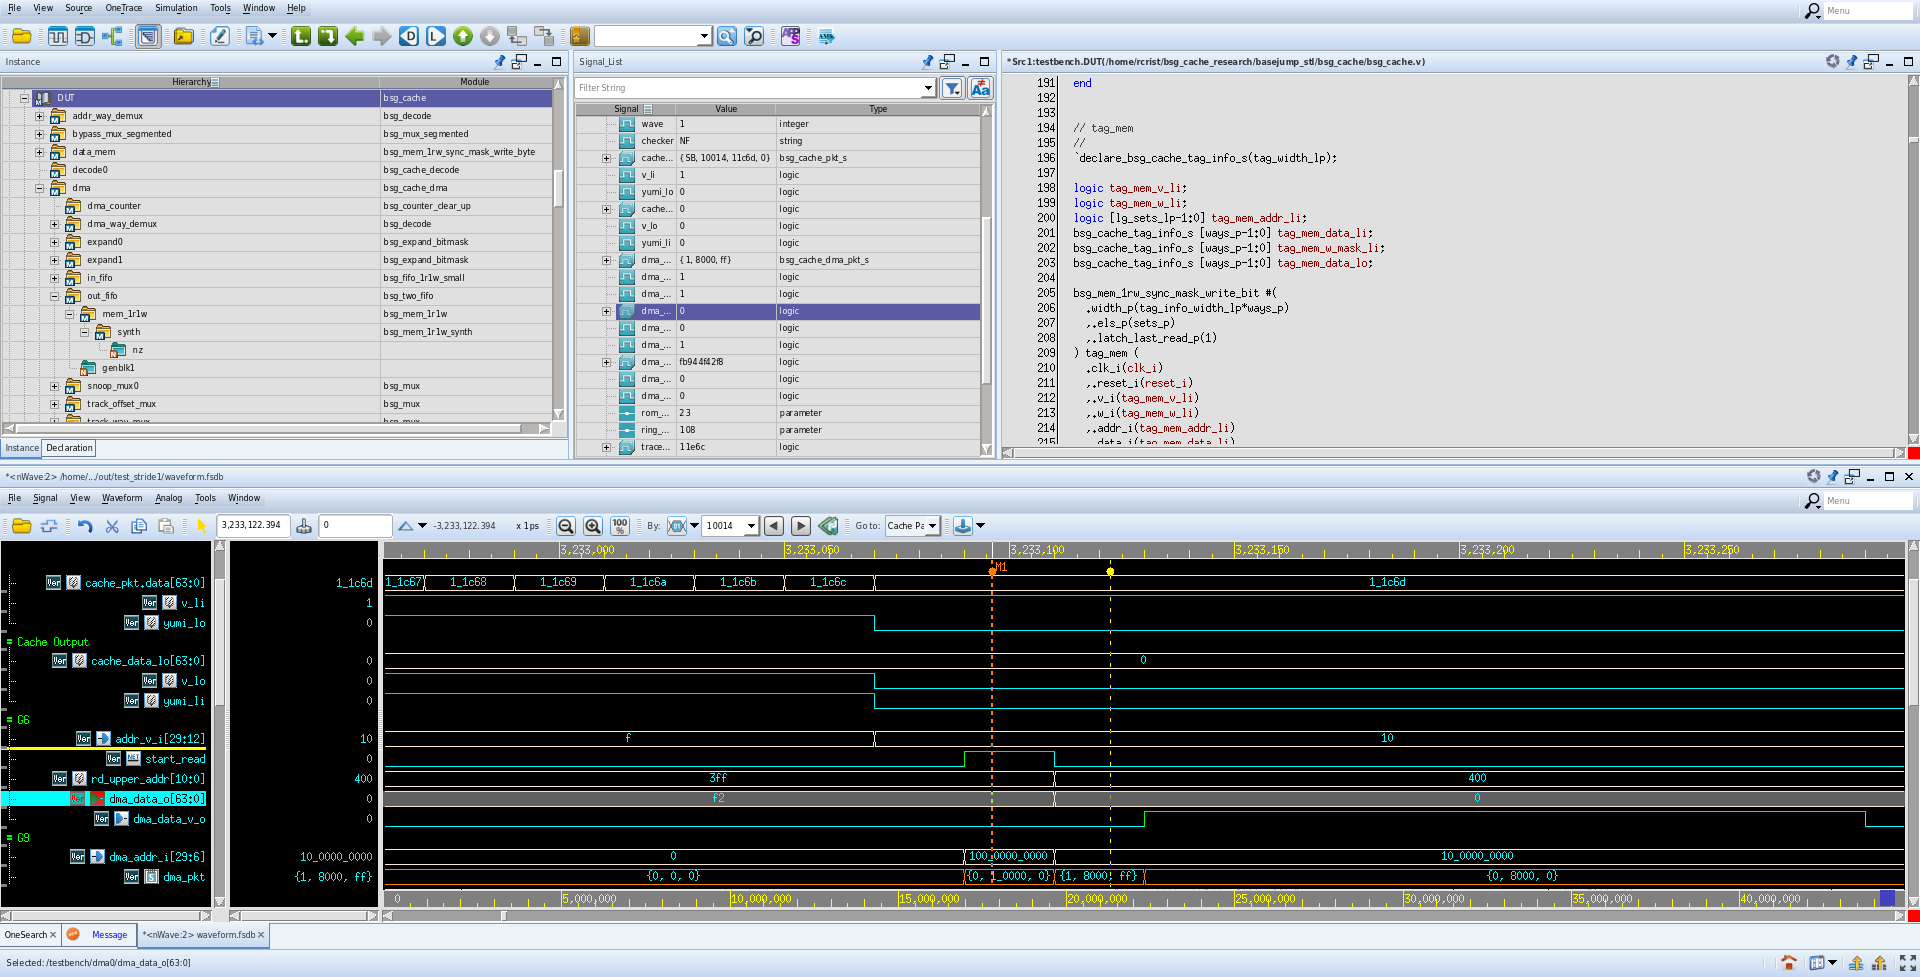 File View Source OneTrace Simulation Tools Window Help
Menu
Instance
Hierarchy Module
DUT bsg_cache
addr_way_demux bsg_decode
bypass_mux_segmented bsg_mux_segmented
data_mem bsg_mem_1rw_sync_mask_write_byte
decode0 bsg_cache_decode
dma bsg_cache_dma
dma_counter bsg_counter_clear_up
dma_way_demux bsg_decode
expand0 bsg_expand_bitmask
expand1 bsg_expand_bitmask
in_fifo bsg_fifo_1r1w_small
out_fifo bsg_two_fifo
mem_1r1w bsg_mem_1r1w
synth bsg_mem_1r1w_synth
nz
genblk1
snoop_mux0 bsg_mux
track_offset_mux bsg_mux
track_way_mux bsg_mux
Instance Declaration
Signal_List
Filter String
Signal Value Type
wave 1 integer
checker NF string
cache... {SB, 10014, 11c6d, 0} bsg_cache_pkt_s
v_li 1 logic
yumi_lo 0 logic
cache... 0 logic
v_lo 0 logic
yumi_li 0 logic
dma_... {1, 8000, ff} bsg_cache_dma_pkt_s
dma_... 1 logic
dma_... 1 logic
dma_... 0 logic
dma_... 0 logic
dma_... 1 logic
dma_... fb944f42f8 logic
dma_... 0 logic
dma_... 0 logic
rom_... 23 parameter
ring_... 108 parameter
trace... 11e6c logic
*Src1:testbench.DUT(/home/rcrist/bsg_cache_research/basejump_stl/bsg_cache/bsg_cache.v)
191 end
192
193
194 // tag_mem
195 //
196 `declare_bsg_cache_tag_info_s(tag_width_lp);
197
198 logic tag_mem_v_li;
199 logic tag_mem_w_li;
200 logic [lg_sets_lp-1:0] tag_mem_addr_li;
201 bsg_cache_tag_info_s [ways_p-1:0] tag_mem_data_li;
202 bsg_cache_tag_info_s [ways_p-1:0] tag_mem_w_mask_li;
203 bsg_cache_tag_info_s [ways_p-1:0] tag_mem_data_lo;
204
205 bsg_mem_1rw_sync_mask_write_bit #(
206 .width_p(tag_info_width_lp*ways_p)
207 ,.els_p(sets_p)
208 ,.latch_last_read_p(1)
209 ) tag_mem (
210 .clk_i(clk_i)
211 ,.reset_i(reset_i)
212 ,.v_i(tag_mem_v_li)
213 ,.w_i(tag_mem_w_li)
214 ,.addr_i(tag_mem_addr_li)
215 ,.data_i(tag_mem_data_li)
*<nWave:2> /home/.../out/test_stride1/waveform.fsdb
File Signal View Waveform Analog Tools Window
Menu
3,233,122.394 0 -3,233,122.394 x 1ps 100% By: 10014 Go to: Cache Pa
3,233,000 3,233,050 3,233,100 3,233,150 3,233,200 3,233,250
M1
cache_pkt.data[63:0] 1_1c6d 1_1c67 1_1c68 1_1c69 1_1c6a 1_1c6b 1_1c6c 1_1c6d
v_li 1
yumi_lo 0
Cache Output
cache_data_lo[63:0] 0 0
v_lo 0
yumi_li 0
G6
addr_v_i[29:12] 10 f 10
start_read 0
rd_upper_addr[10:0] 400 3ff 400
dma_data_o[63:0] 0 f2 0
dma_data_v_o 0
G9
dma_addr_i[29:6] 10_0000_0000 0 100_0000_0000 10_0000_0000
dma_pkt {1, 8000, ff} {0, 0, 0} {0, 1_0000, 0} {1, 8000, ff} {0, 8000, 0}
0 5,000,000 10,000,000 15,000,000 20,000,000 25,000,000 30,000,000 35,000,000 40,000,000
OneSearch Message *<nWave:2> waveform.fsdb
Selected: /testbench/dma0/dma_data_o[63:0]